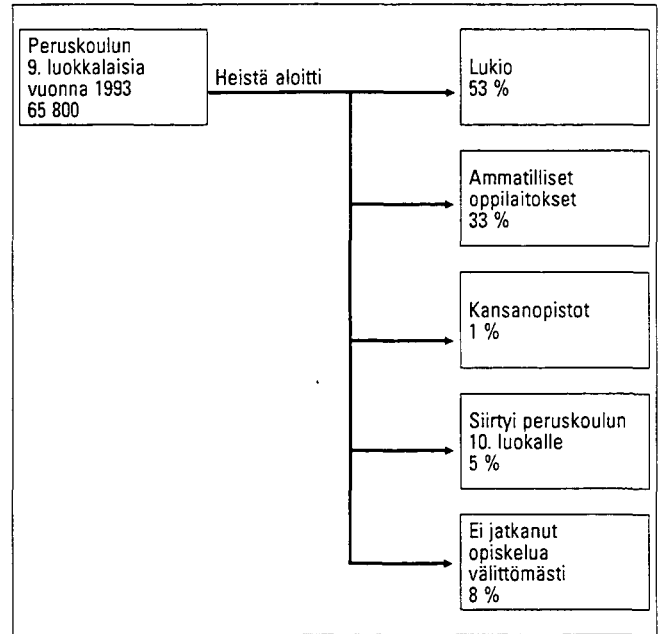 Peruskoulun
9. luokkalaisia
vuonna 1993
65 800
Heistä aloitti
Lukio
53 %
Ammatilliset
oppilaitokset
33 %
Kansanopistot
1 %
Siirtyi peruskoulun
10. luokalle
5 %
Ei jatkanut
opiskelua
välittömästi
8 %